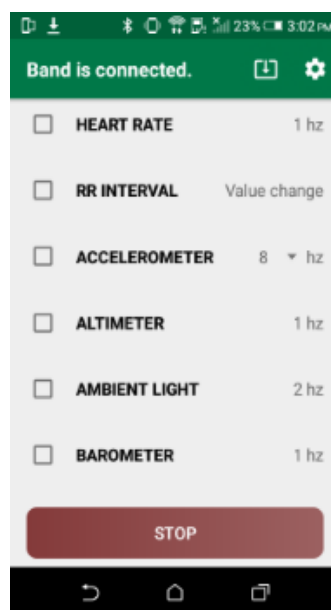 23% 3:02 PM
Band is connected.
HEART RATE 1 hz
RR INTERVAL Value change
ACCELEROMETER 8 hz
ALTIMETER 1 hz
AMBIENT LIGHT 2 hz
BAROMETER 1 hz
STOP